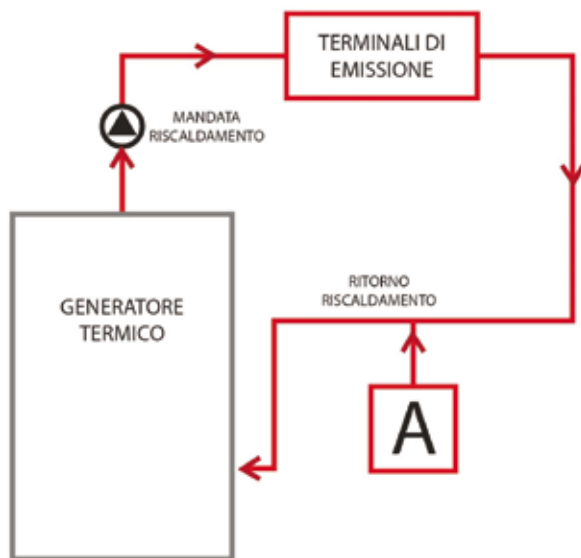 TERMINALI DI
EMISSIONE
MANDATA
RISCALDAMENTO
GENERATORE
TERMICO
RITORNO
RISCALDAMENTO
A